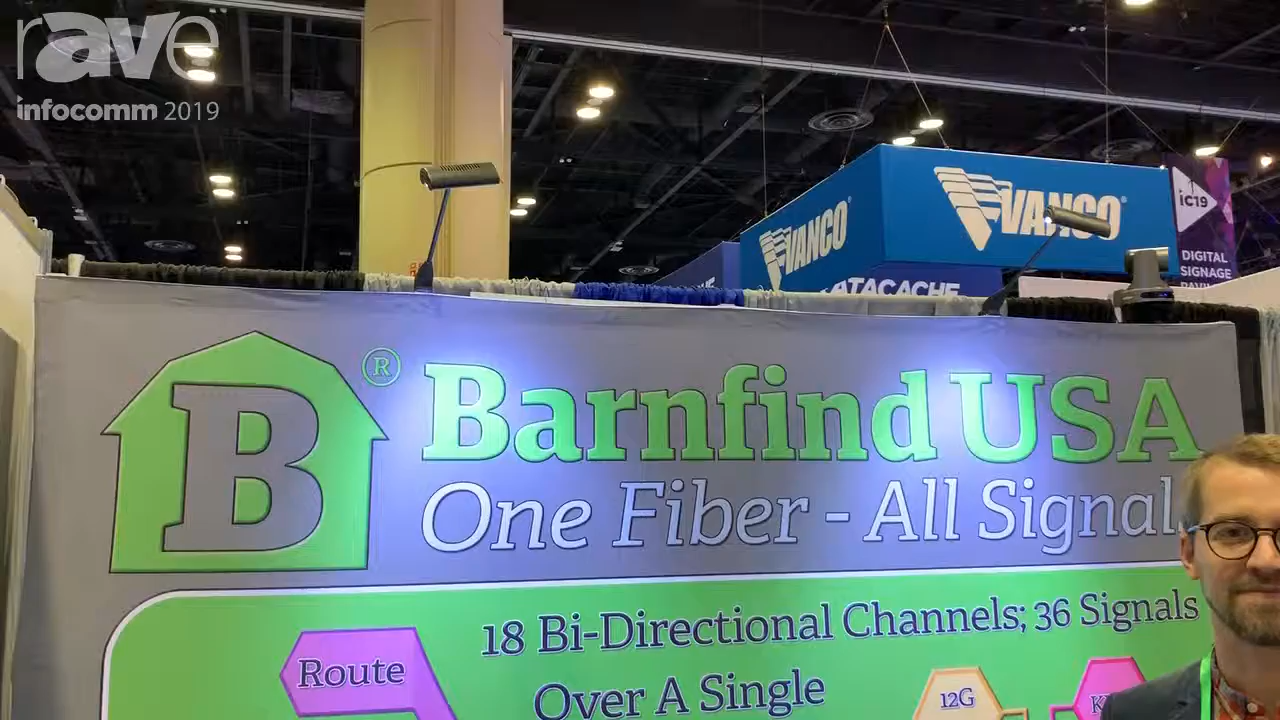 rAVe
infocomm 2019
VANCO®
VANCO®
iC19
DIGITAL
SIGNAGE
ATACACHE
B®
Barnfind USA
One Fiber - All Signal
18 Bi-Directional Channels; 36 Signals
Route
Over A Single
12G